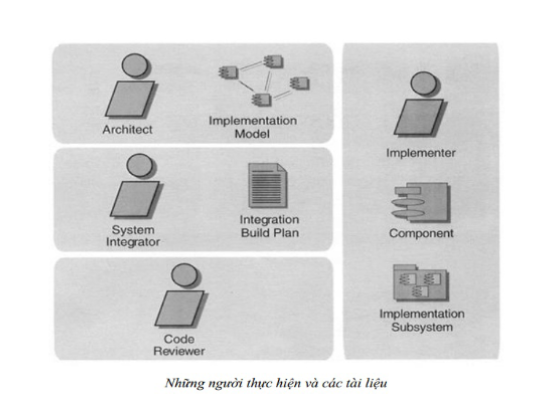 Architect
Implementation
Model
System
Integrator
Integration
Build Plan
Code
Reviewer
Implementer
Component
Implementation
Subsystem
Những người thực hiện và các tài liệu